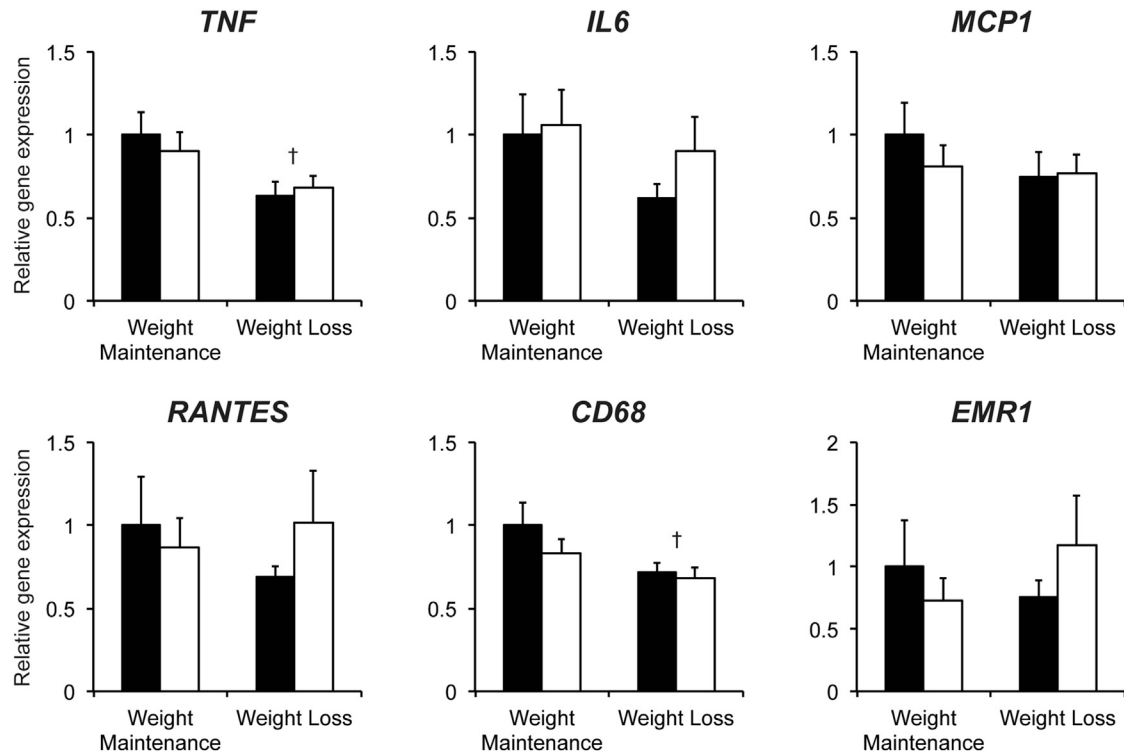 TNF
IL6
MCP1
Relative gene expression
1.5
1
0.5
0
Weight
Maintenance
Weight Loss
†
1.5
1
0.5
0
Weight
Maintenance
Weight Loss
1.5
1
0.5
0
Weight
Maintenance
Weight Loss
RANTES
CD68
EMR1
Relative gene expression
1.5
1
0.5
0
Weight
Maintenance
Weight Loss
1.5
1
0.5
0
†
Weight
Maintenance
Weight Loss
2
1.5
1
0.5
0
Weight
Maintenance
Weight Loss